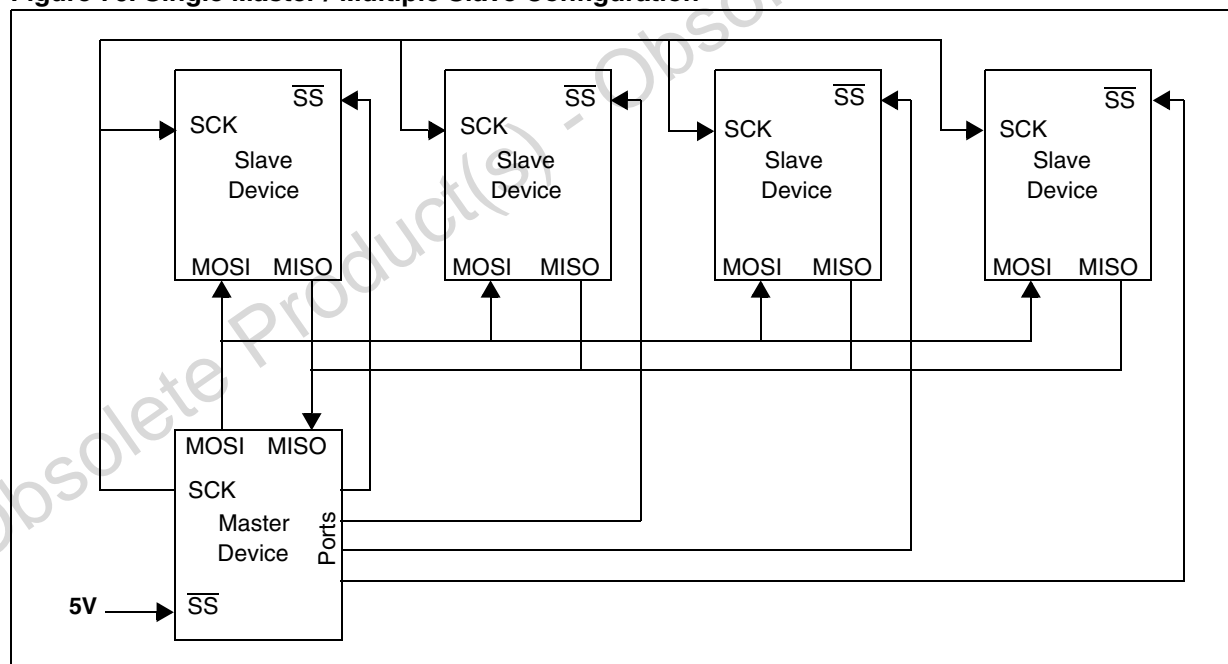 Figure 70. Single Master / Multiple Slave Configuration
SS SS SS SS
SCK SCK SCK SCK
Slave Slave Slave Slave
Device Device Device Device
MOSI MISO MOSI MISO MOSI MISO MOSI MISO
MOSI MISO
SCK
Master
Device
Ports
5V SS
Obsolete Product(s) - Obsol